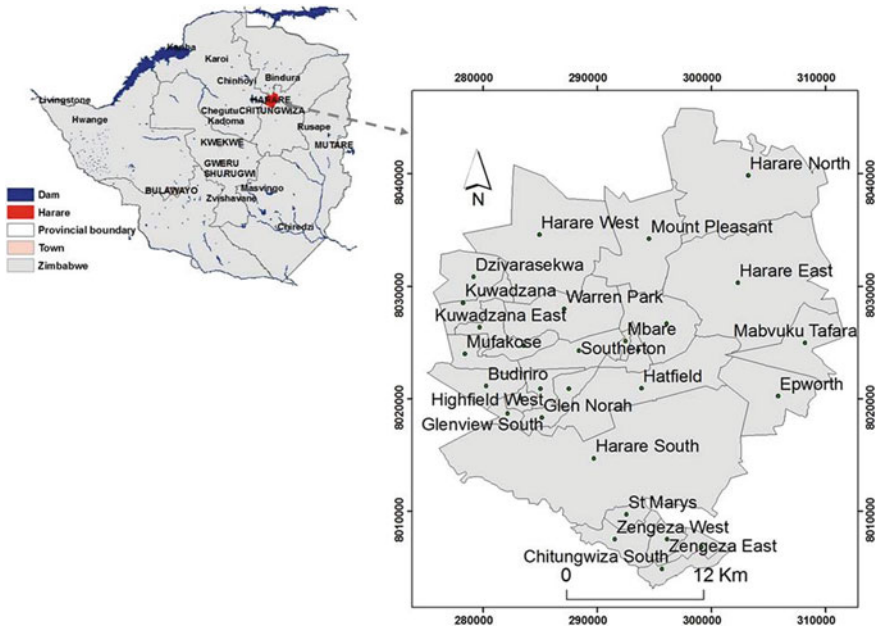 Kariba
Karoi
Chinhoyi
Bindura
Livingstone
HARARE
Hwange
Chegutu CHITUNGWIZA
Kadoma
Rusape
KWEKWE
MUTARE
GWERU
SHURUGWI
BULAWAYO
Masvingo
Zvishavane
Chiredzi
Dam
Harare
Provincial boundary
Town
Zimbabwe
280000 290000 300000 310000
8040000
8030000
8020000
8010000
N
Harare North
Harare West
Mount Pleasant
Dzivarasekwa
Harare East
Kuwadzana
Warren Park
Kuwadzana East
Mbare
Mabvuku Tafara
Mufakose
Southerton
Budiriro
Hatfield
Epworth
Highfield West
Glen Norah
Glenview South
Harare South
St Marys
Zengeza West
Zengeza East
Chitungwiza South
0 12 Km
8040000
8030000
8020000
8010000
280000 290000 300000 310000